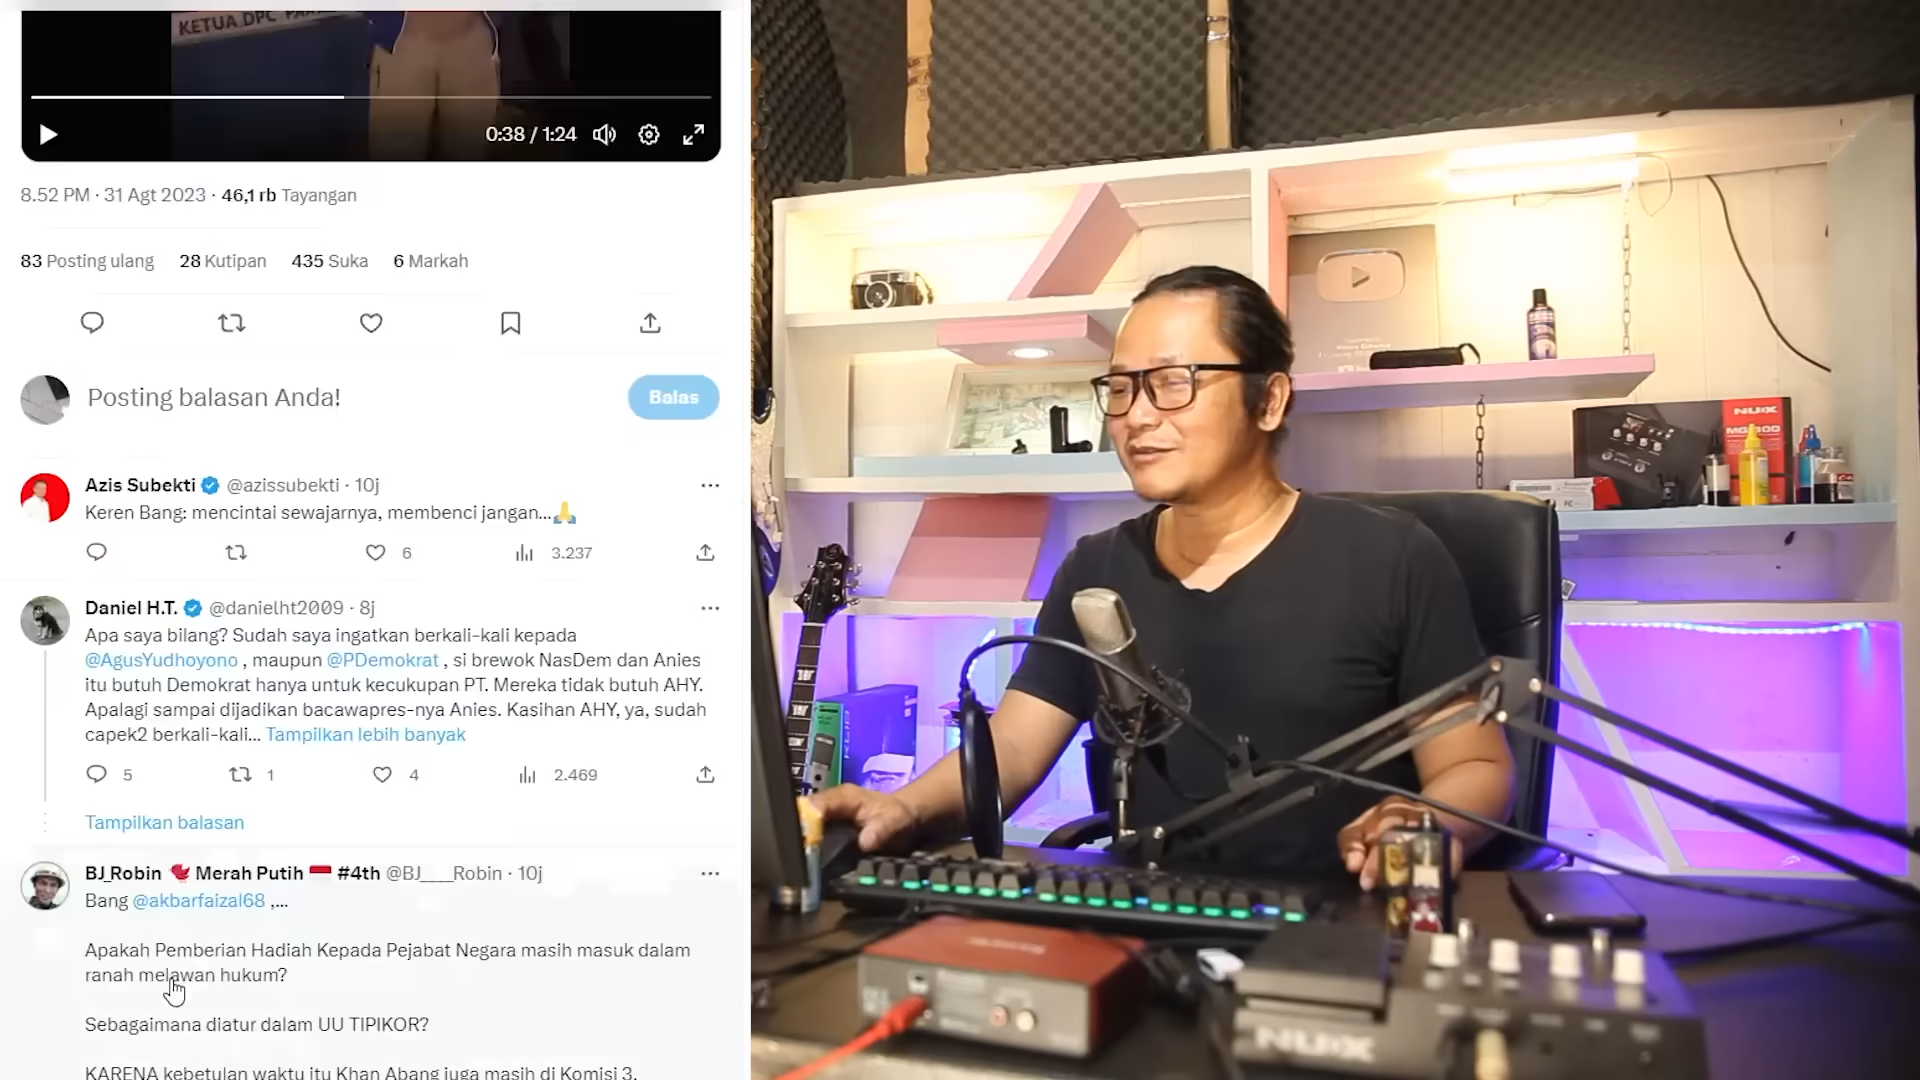 KETUA DPC PAR
0:38 / 1:24
8.52 PM · 31 Agt 2023 · 46,1 rb Tayangan
83 Posting ulang 28 Kutipan 435 Suka 6 Markah
Posting balasan Anda!
Balas
Azis Subekti @azissubekti · 10j
Keren Bang: mencintai sewajarnya, membenci jangan...🙏
6 3.237
Daniel H.T. @danielht2009 · 8j
Apa saya bilang? Sudah saya ingatkan berkali-kali kepada
@AgusYudhoyono , maupun @PDemokrat , si brewok NasDem dan Anies
itu butuh Demokrat hanya untuk kecukupan PT. Mereka tidak butuh AHY.
Apalagi sampai dijadikan bacawapres-nya Anies. Kasihan AHY, ya, sudah
capek2 berkali-kali... Tampilkan lebih banyak
5 1 4 2.469
Tampilkan balasan
BJ_Robin Merah Putih 🇮🇩 #4th @BJ____Robin · 10j
Bang @akbarfaizal68 ,...
Apakah Pemberian Hadiah Kepada Pejabat Negara masih masuk dalam
ranah melawan hukum?
Sebagaimana diatur dalam UU TIPIKOR?
KARENA kebetulan waktu itu Khan Abang juga masih di Komisi 3.
NUX
NUX